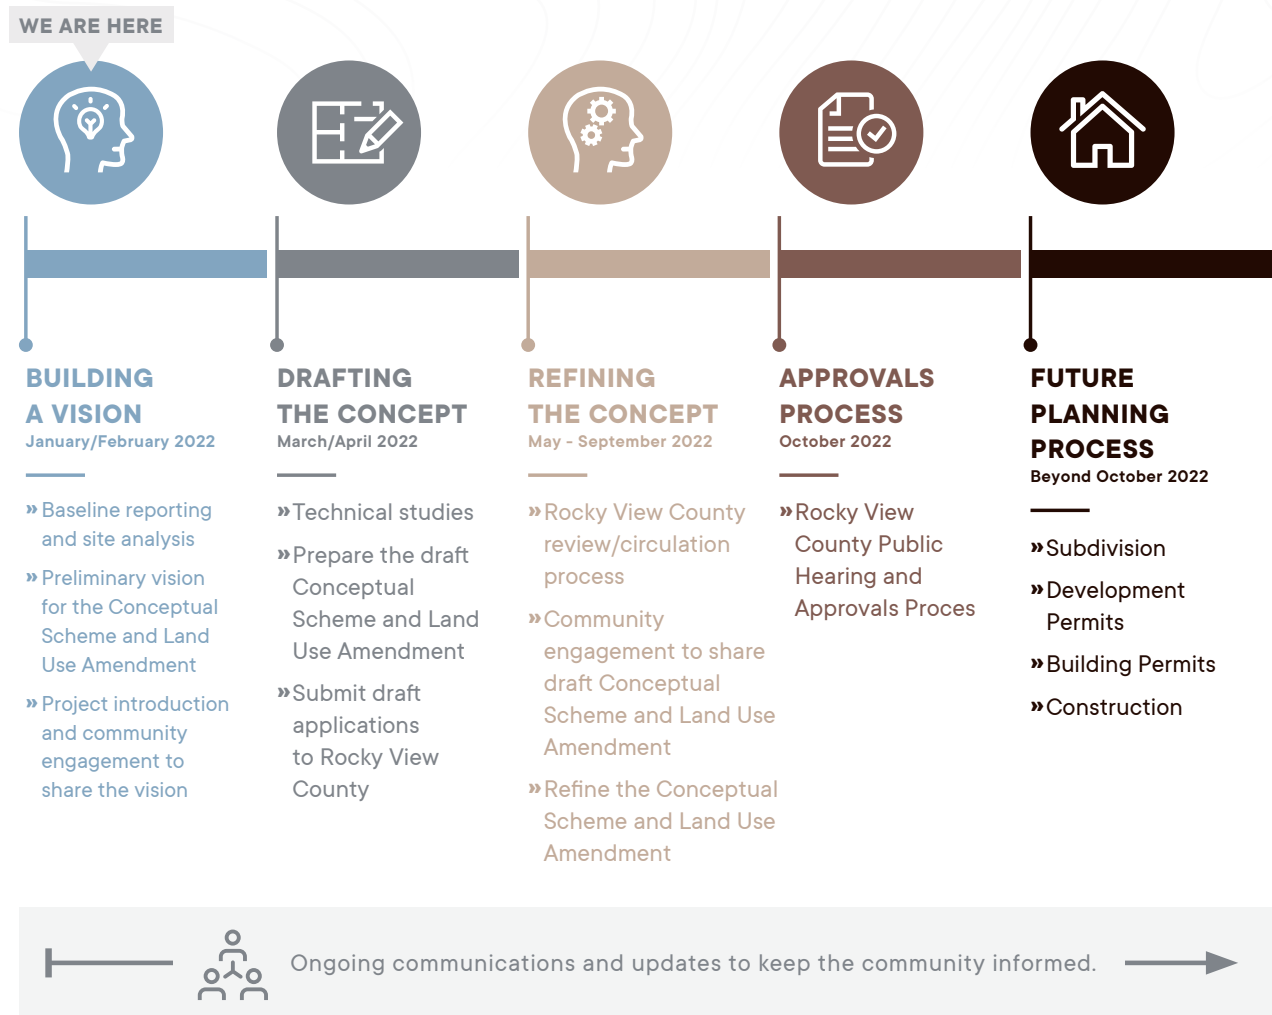 WE ARE HERE
BUILDING
A VISION
January/February 2022
» Baseline reporting
and site analysis
» Preliminary vision
for the Conceptual
Scheme and Land
Use Amendment
» Project introduction
and community
engagement to
share the vision
DRAFTING
THE CONCEPT
March/April 2022
» Technical studies
» Prepare the draft
Conceptual
Scheme and Land
Use Amendment
» Submit draft
applications
to Rocky View
County
REFINING
THE CONCEPT
May - September 2022
» Rocky View County
review/circulation
process
» Community
engagement to share
draft Conceptual
Scheme and Land Use
Amendment
» Refine the Conceptual
Scheme and Land Use
Amendment
APPROVALS
PROCESS
October 2022
» Rocky View
County Public
Hearing and
Approvals Proces
FUTURE
PLANNING
PROCESS
Beyond October 2022
» Subdivision
» Development
Permits
» Building Permits
» Construction
Ongoing communications and updates to keep the community informed.